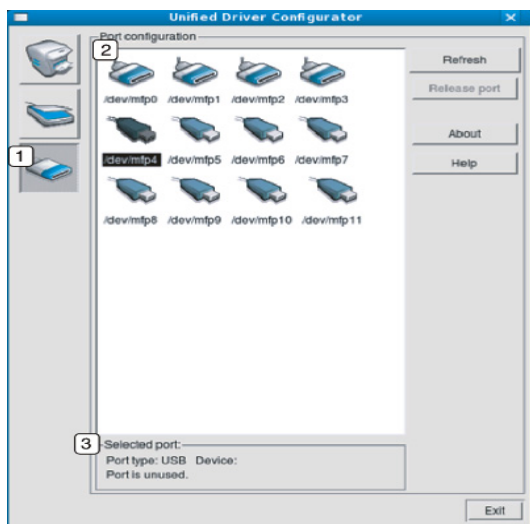 Unified Driver Configurator
Port configuration
2
Refresh
/dev/mfp0 /dev/mfp1 /dev/mfp2 /dev/mfp3
Release port
About
1
/dev/mfp4 /dev/mfp5 /dev/mfp6 /dev/mfp7
Help
/dev/mfp8 /dev/mfp9 /dev/mfp10 /dev/mfp11
3
Selected port:
Port type: USB Device:
Port is unused.
Exit